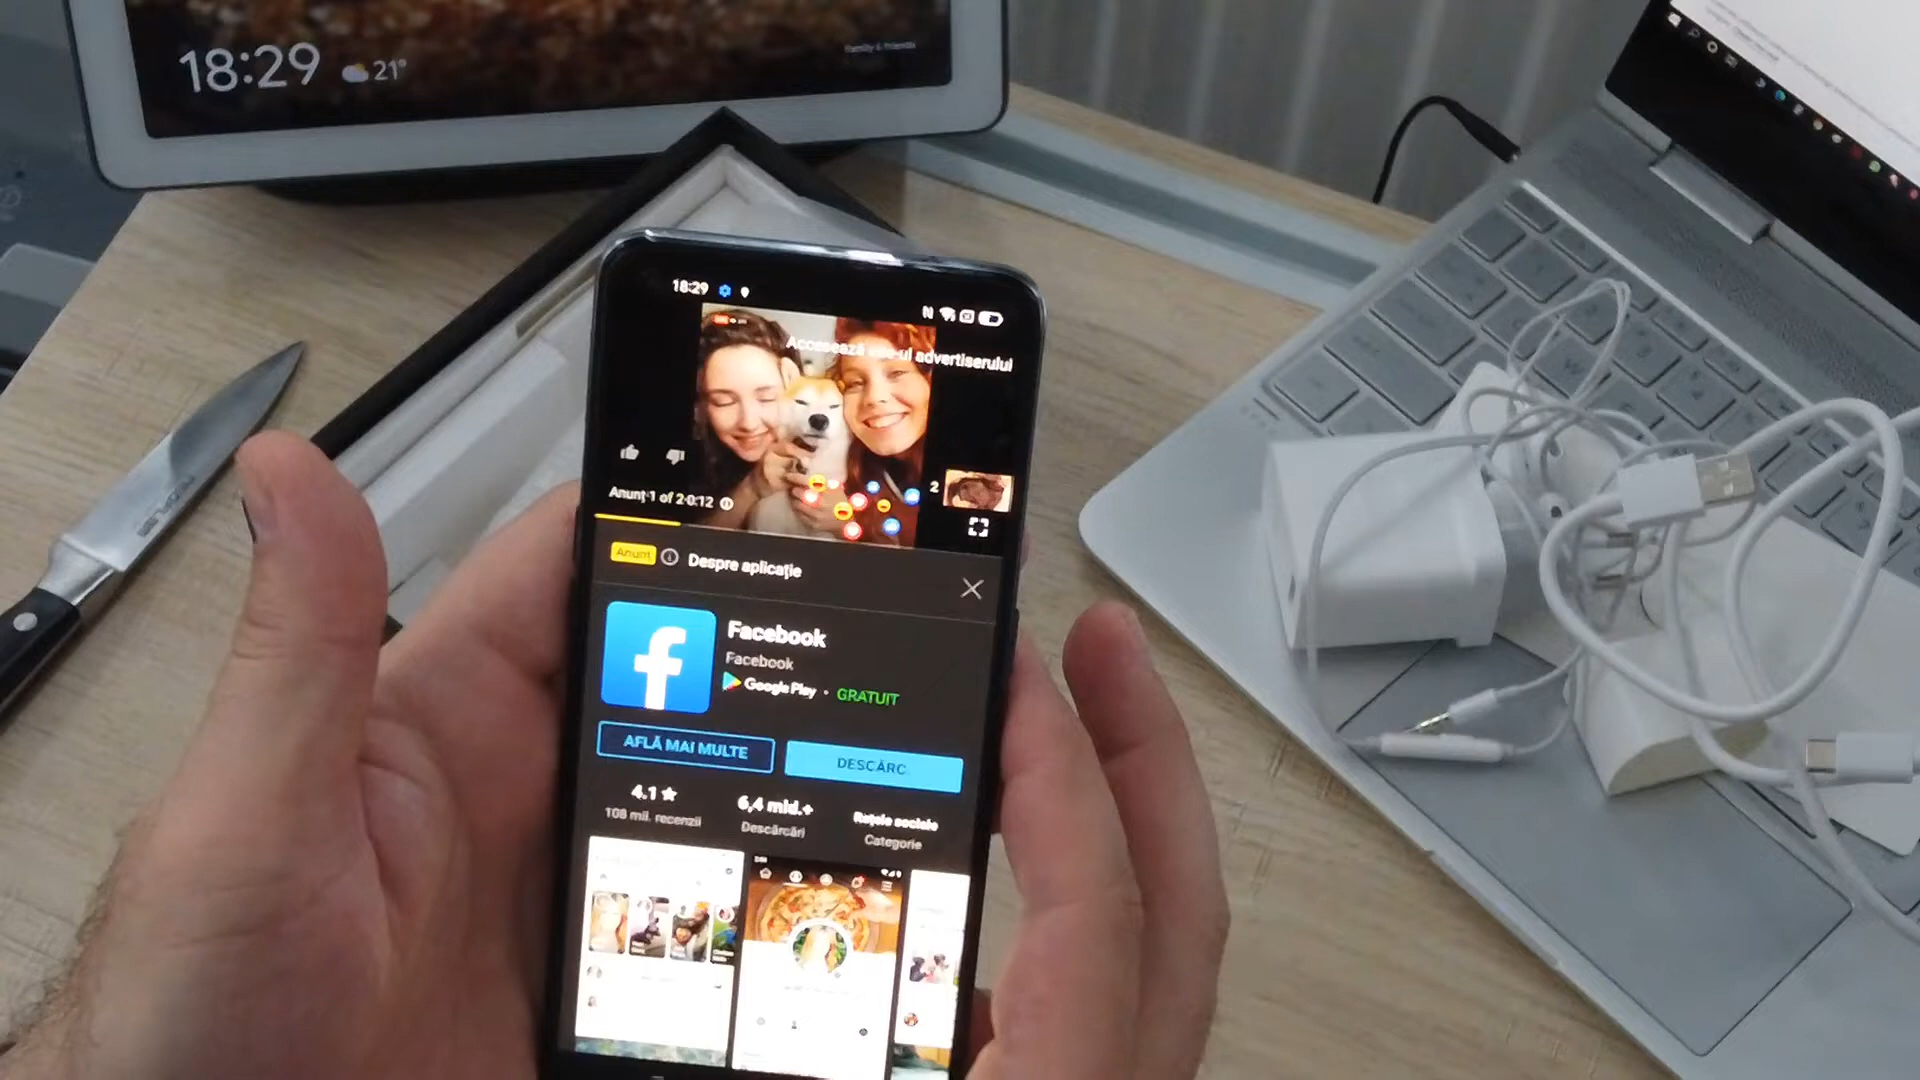 18:29
21°
Family & Friends
18:29
N
Accesează site-ul advertiserului
Anunț 1 of 2·0:12
2
Anunț
Despre aplicație
Facebook
Facebook
Google Play · GRATUIT
AFLĂ MAI MULTE
DESCĂRC
4.1 ★
108 mil. recenzii
6,4 mld.+
Descărcări
Rețele sociale
Categorie